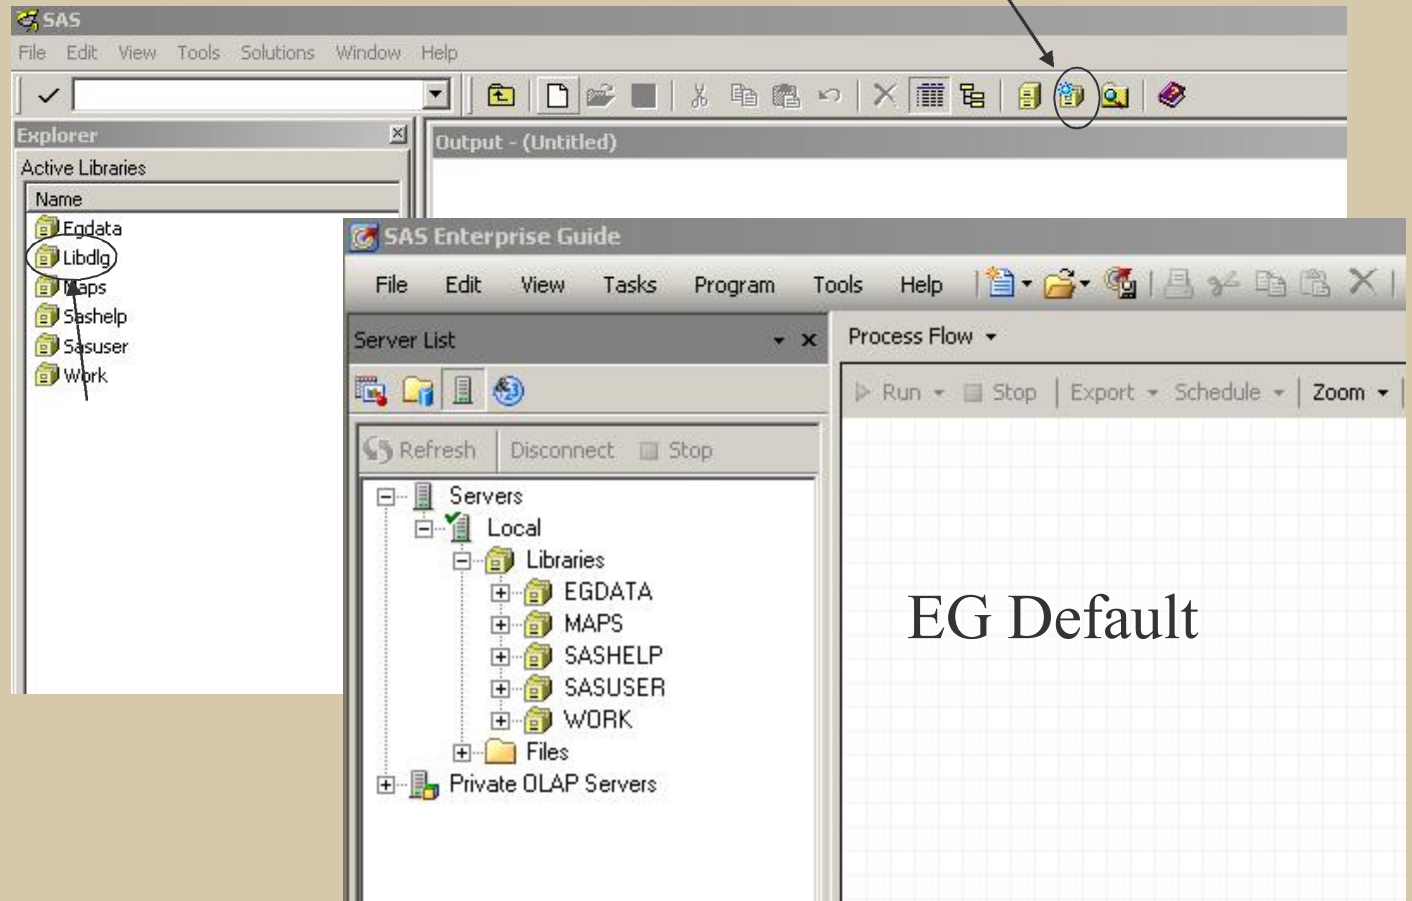 SAS
File Edit View Tools Solutions Window Help
Explorer
Active Libraries
Name
Egdata
Libdlg
Maps
Sashelp
Sasuser
Work
Output - (Untitled)
SAS Enterprise Guide
File Edit View Tasks Program Tools Help
Server List
Process Flow
Run Stop Export Schedule Zoom
Refresh Disconnect Stop
Servers
Local
Libraries
EGDATA
MAPS
SASHELP
SASUSER
WORK
Files
Private OLAP Servers
EG Default